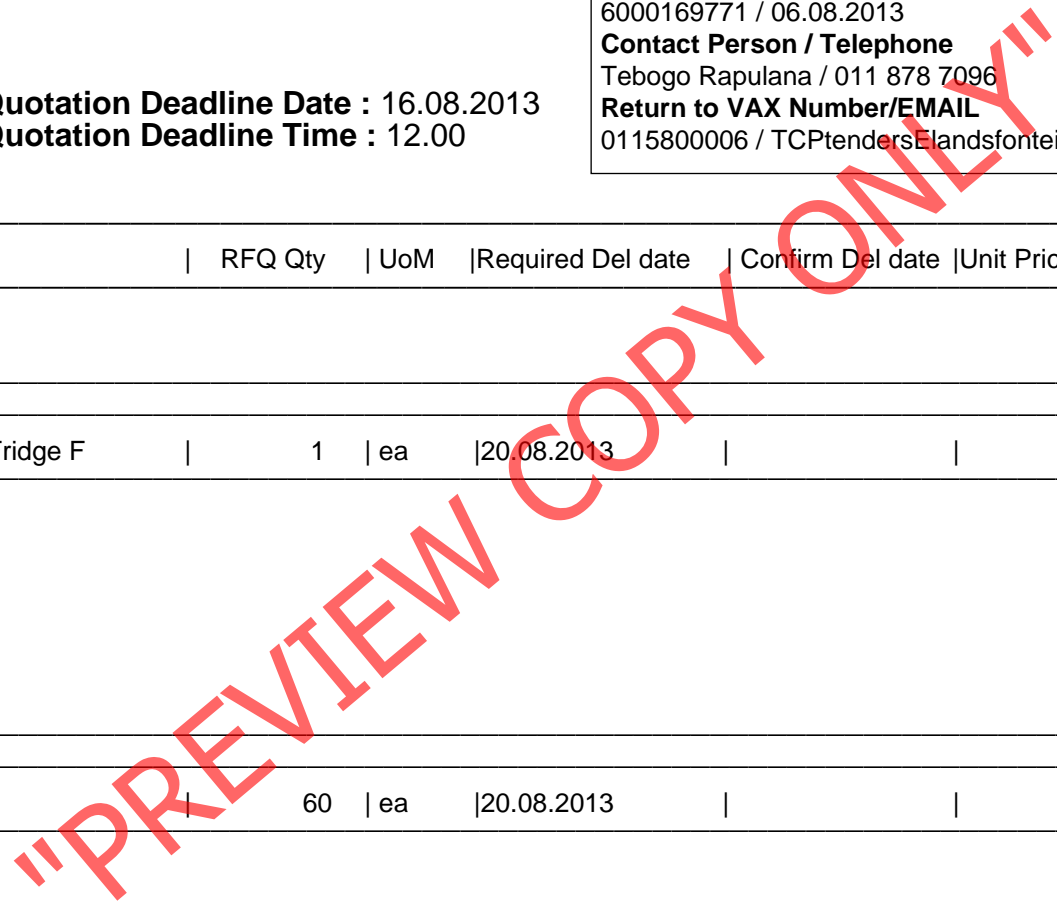 6000169771 / 06.08.2013
Contact Person / Telephone
Tebogo Rapulana / 011 878 7096
Return to VAX Number/EMAIL
0115800006 / TCPtendersElandsfontei
Quotation Deadline Date : 16.08.2013
Quotation Deadline Time : 12.00
| RFQ Qty | UoM |Required Del date | Confirm Del date |Unit Pric
Fridge F | 1 | ea |20.08.2013 | |
| 60 | ea |20.08.2013 | |
"PREVIEW COPY ONLY"